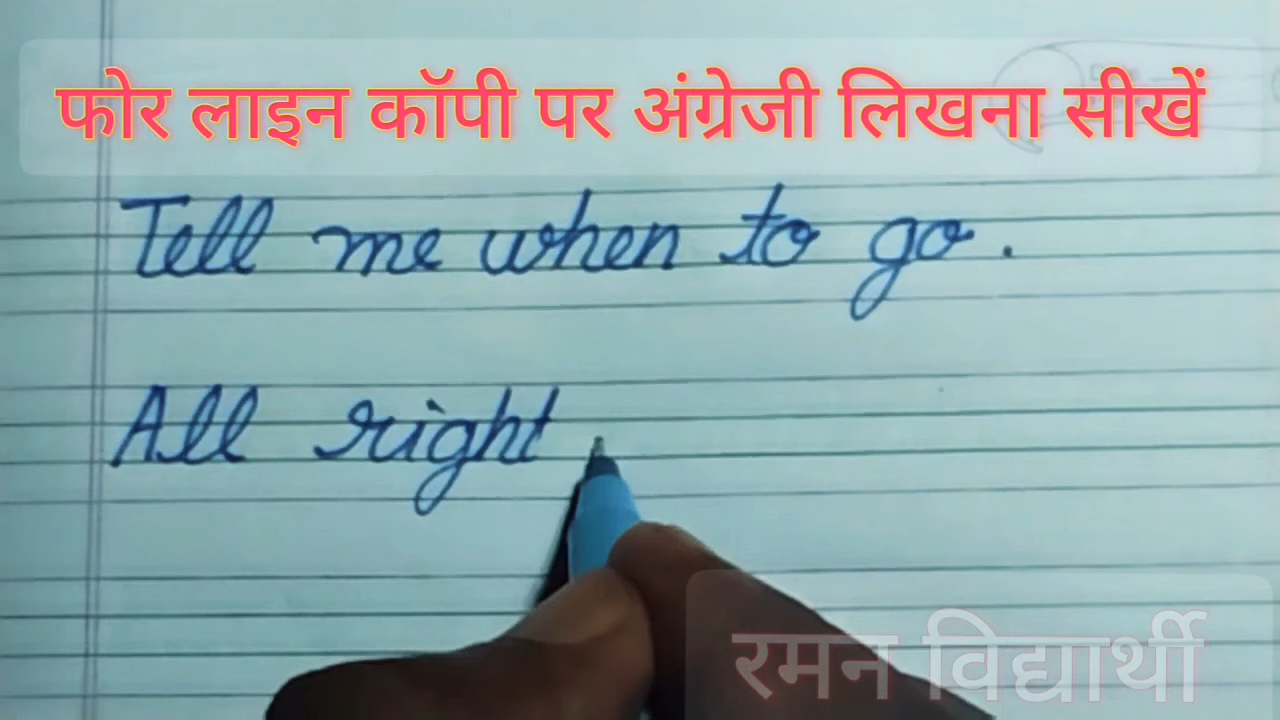 फोर लाइन कॉपी पर अंग्रेजी लिखना सीखें
Tell me when to go.
All right
रमन विद्यार्थी